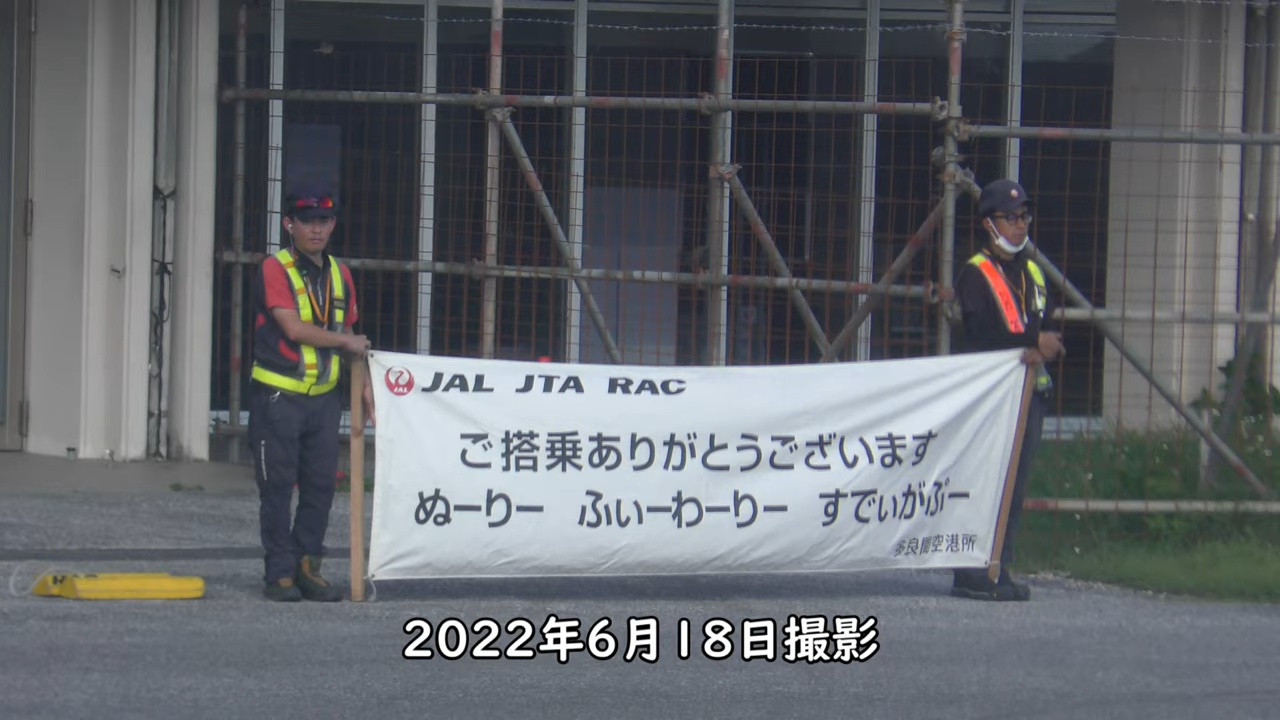 JAL JAL JTA RAC
ご搭乗ありがとうございます
ぬーりー ふぃーわーりー すでぃがぷー
多良間空港所
2022年6月18日撮影